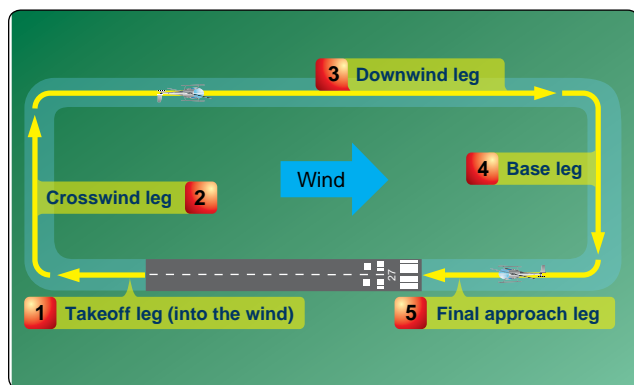 3 Downwind leg
Wind
4 Base leg
Crosswind leg 2
27
1 Takeoff leg (into the wind)
5 Final approach leg